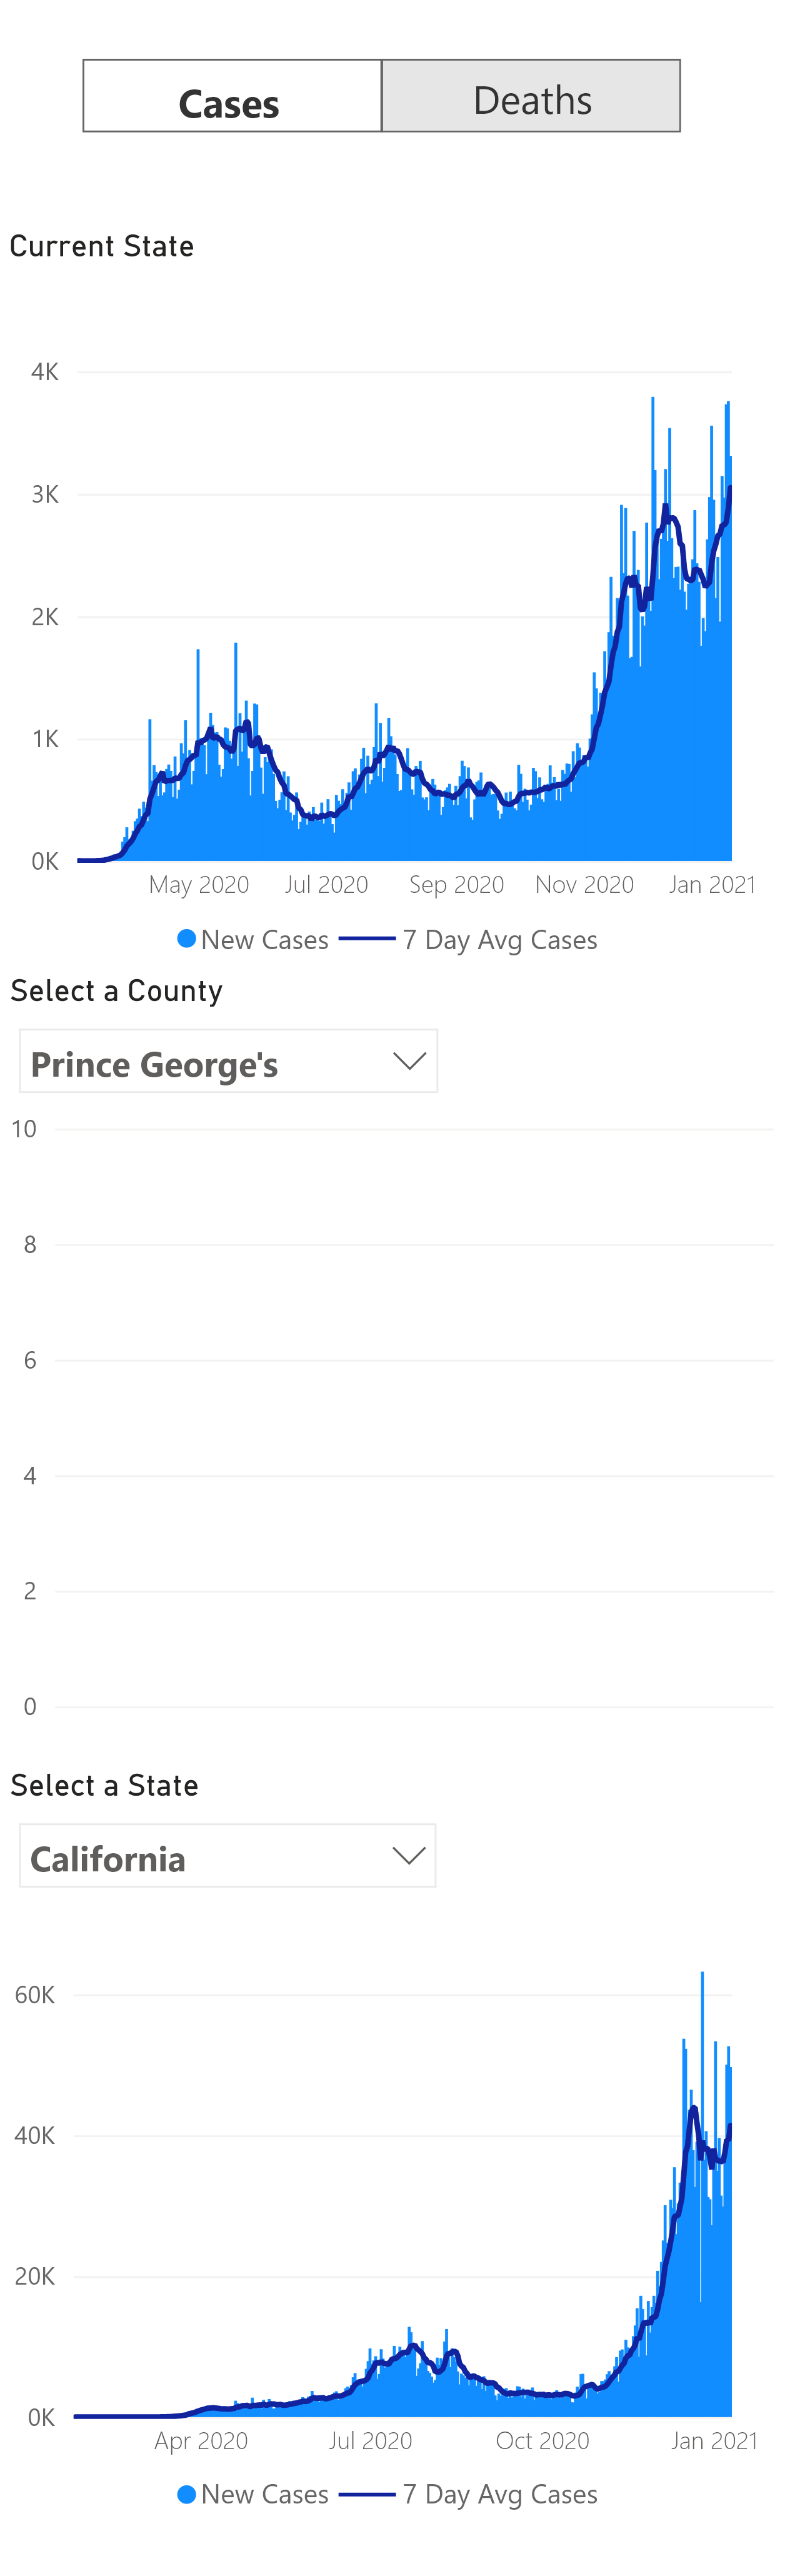 Cases Deaths
Current State
4K
3K
2K
1K
0K
May 2020 Jul 2020 Sep 2020 Nov 2020 Jan 2021
New Cases 7 Day Avg Cases
Select a County
Prince George's
10
8
6
4
2
0
Select a State
California
60K
40K
20K
0K
Apr 2020 Jul 2020 Oct 2020 Jan 2021
New Cases 7 Day Avg Cases